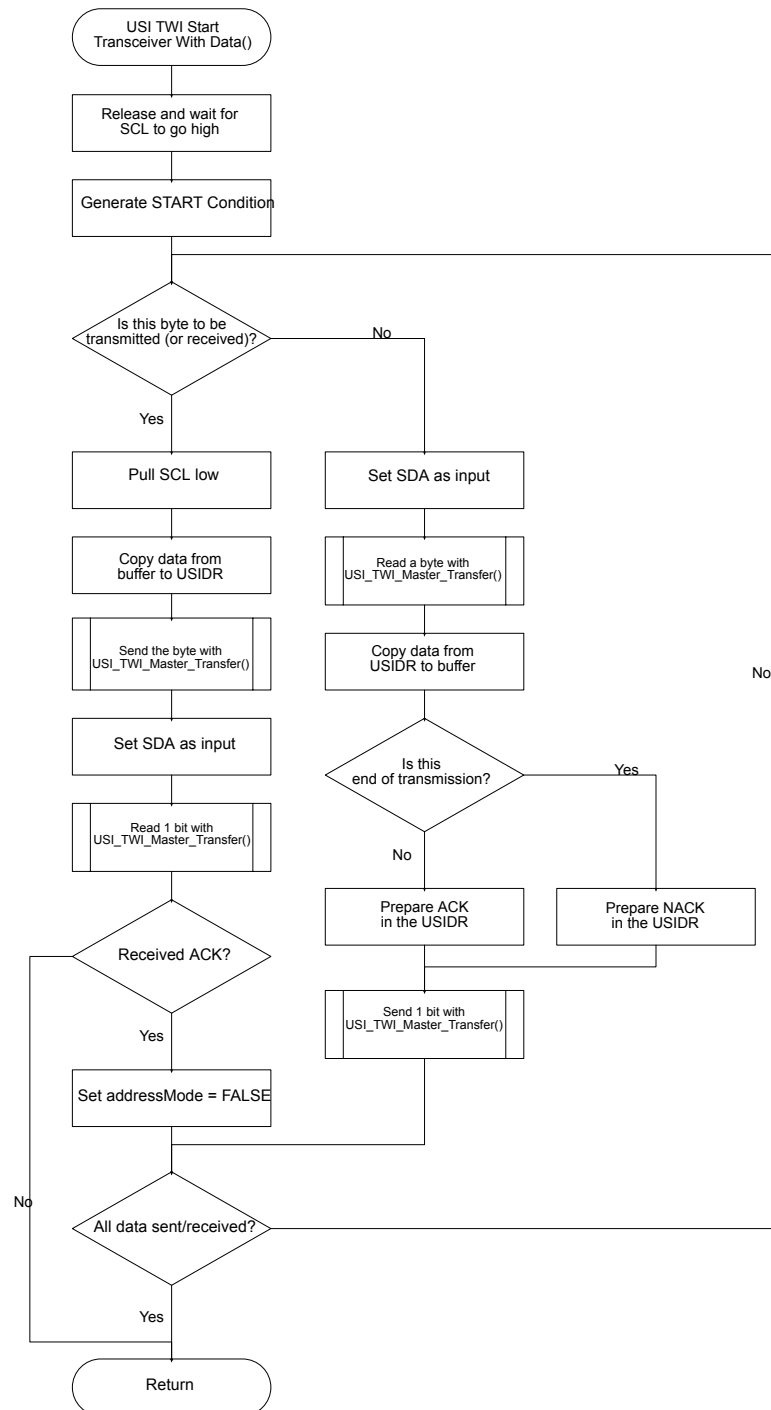 USI TWI Start
Transceiver With Data()
Release and wait for
SCL to go high
Generate START Condition
Is this byte to be
transmitted (or received)?
No
Yes
Pull SCL low
Set SDA as input
Copy data from
buffer to USIDR
Read a byte with
USI_TWI_Master_Transfer()
Send the byte with
USI_TWI_Master_Transfer()
Copy data from
USIDR to buffer
No
Set SDA as input
Is this
end of transmission?
Yes
Read 1 bit with
USI_TWI_Master_Transfer()
No
Prepare ACK
in the USIDR
Prepare NACK
in the USIDR
Received ACK?
Send 1 bit with
USI_TWI_Master_Transfer()
Yes
Set addressMode = FALSE
No
All data sent/received?
Yes
Return